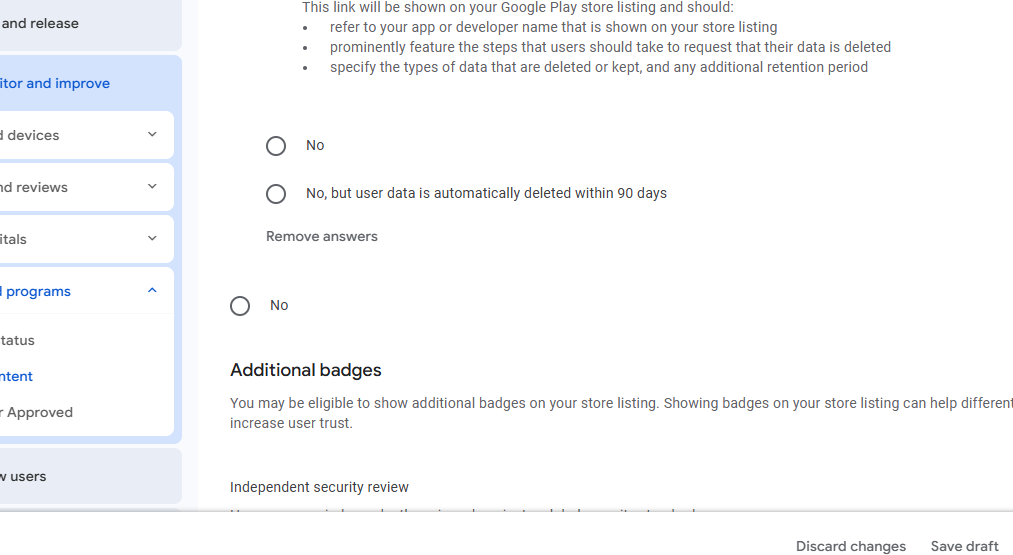 This link will be shown on your Google Play store listing and should:
• refer to your app or developer name that is shown on your store listing
and release
• prominently feature the steps that users should take to request that their data is deleted
• specify the types of data that are deleted or kept, and any additional retention period
itor and improve
d devices
No
nd reviews
No, but user data is automatically deleted within 90 days
itals
Remove answers
d programs
No
tatus
Additional badges
ntent
You may be eligible to show additional badges on your store listing. Showing badges on your store listing can help different
r Approved
increase user trust.
w users
Independent security review
Discard changes
Save draft